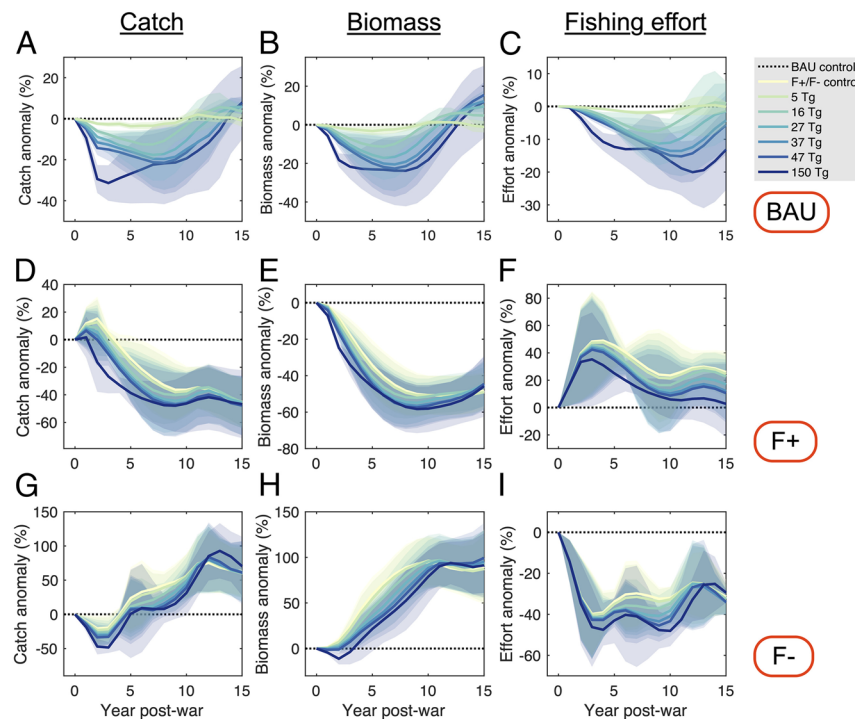 Catch
Biomass
Fishing effort
A
B
C
Catch anomaly (%)
20
0
-20
-40
0
5
10
15
Biomass anomaly (%)
20
0
-20
-40
0
5
10
15
Effort anomaly (%)
10
0
-10
-20
-30
0
5
10
15
BAU control
F+/F- control
5 Tg
16 Tg
27 Tg
37 Tg
47 Tg
150 Tg
BAU
D
E
F
Catch anomaly (%)
40
20
0
-20
-40
-60
0
5
10
15
Biomass anomaly (%)
0
-20
-40
-60
-80
0
5
10
15
Effort anomaly (%)
80
60
40
20
0
-20
0
5
10
15
F+
G
H
I
Catch anomaly (%)
150
100
50
0
-50
0
5
10
15
Year post-war
Biomass anomaly (%)
150
100
50
0
0
5
10
15
Year post-war
Effort anomaly (%)
0
-20
-40
-60
0
5
10
15
Year post-war
F-